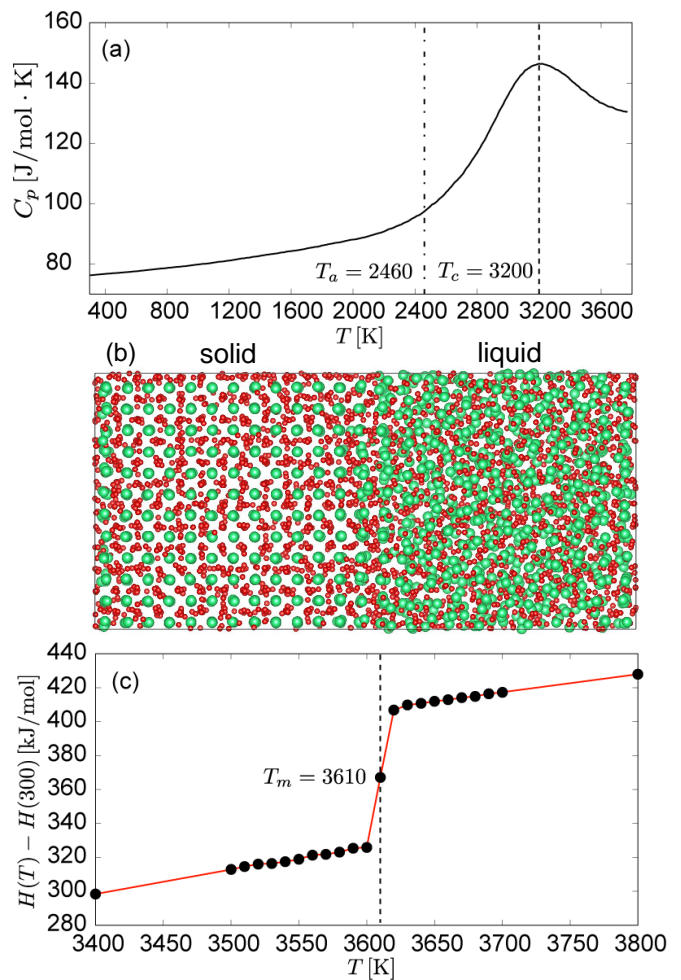 160
140
120
100
80
C_p [J/mol · K]
(a)
T_a = 2460
T_c = 3200
400 800 1200 1600 2000 2400 2800 3200 3600
T [K]
(b) solid liquid
440
420
400
380
360
340
320
300
280
H(T) − H(300) [kJ/mol]
(c)
T_m = 3610
3400 3450 3500 3550 3600 3650 3700 3750 3800
T [K]